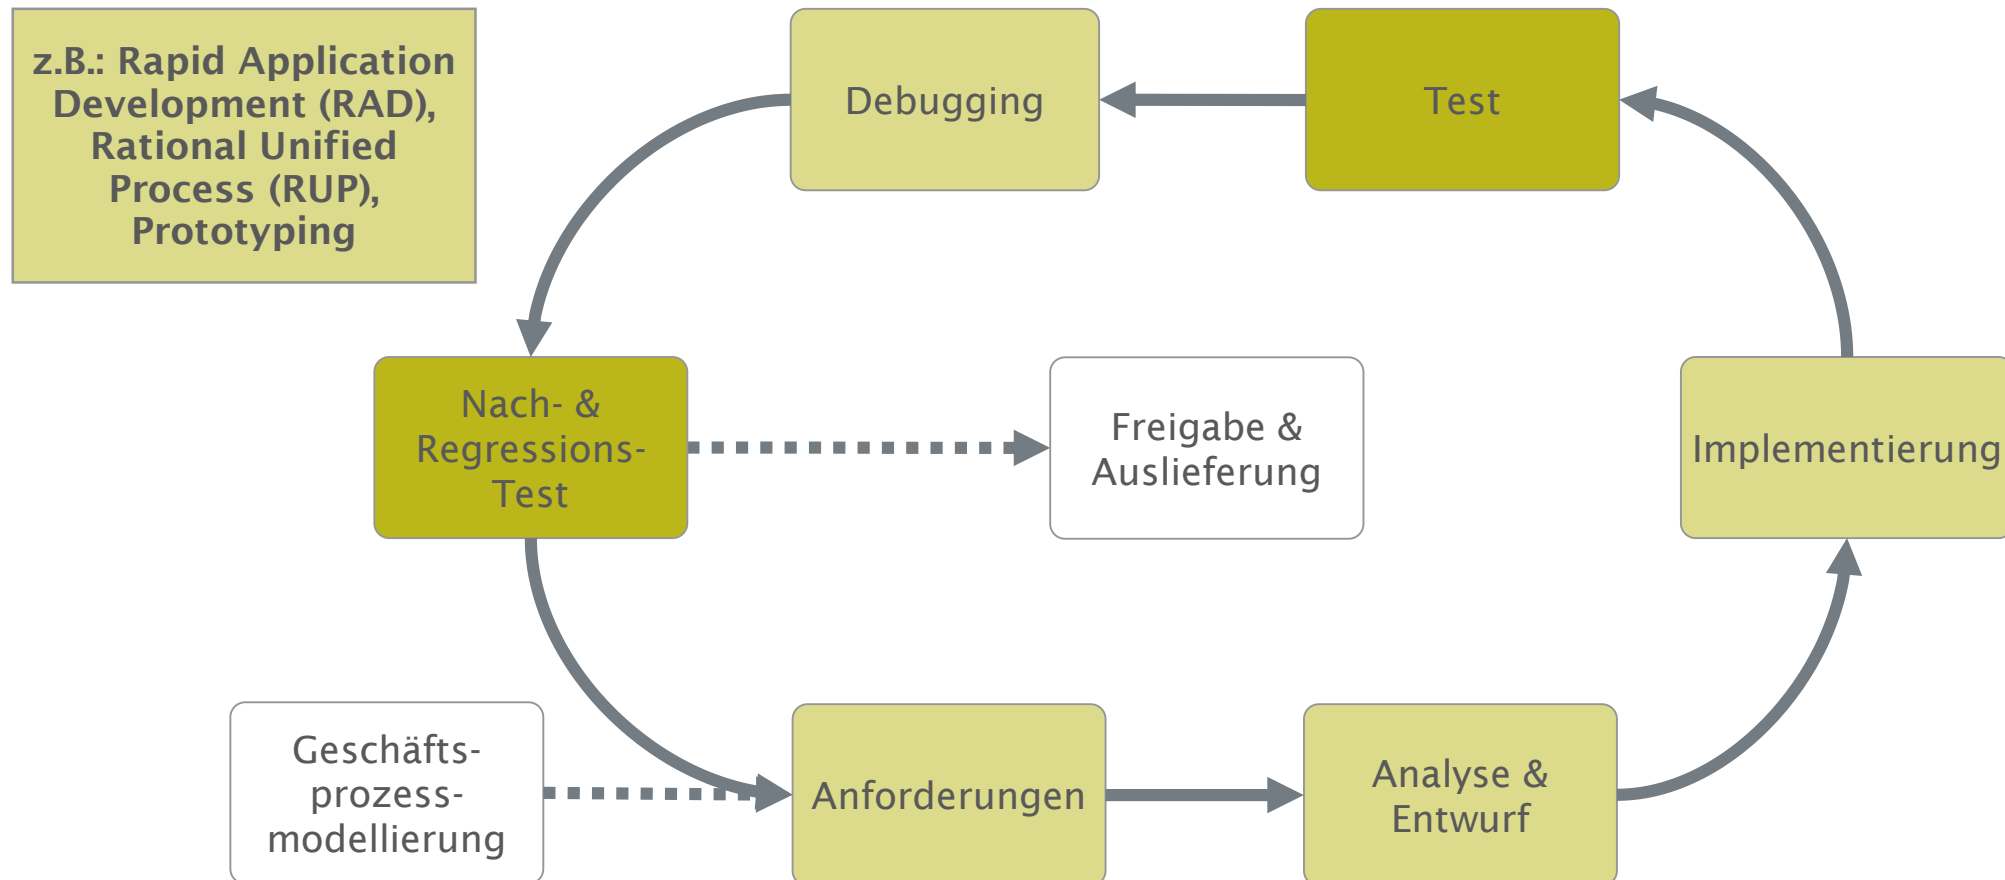 z.B.: Rapid Application
Development (RAD),
Rational Unified
Process (RUP),
Prototyping
Debugging
Test
Nach- &
Regressions-
Test
Freigabe &
Auslieferung
Implementierung
Geschäfts-
prozess-
modellierung
Anforderungen
Analyse &
Entwurf